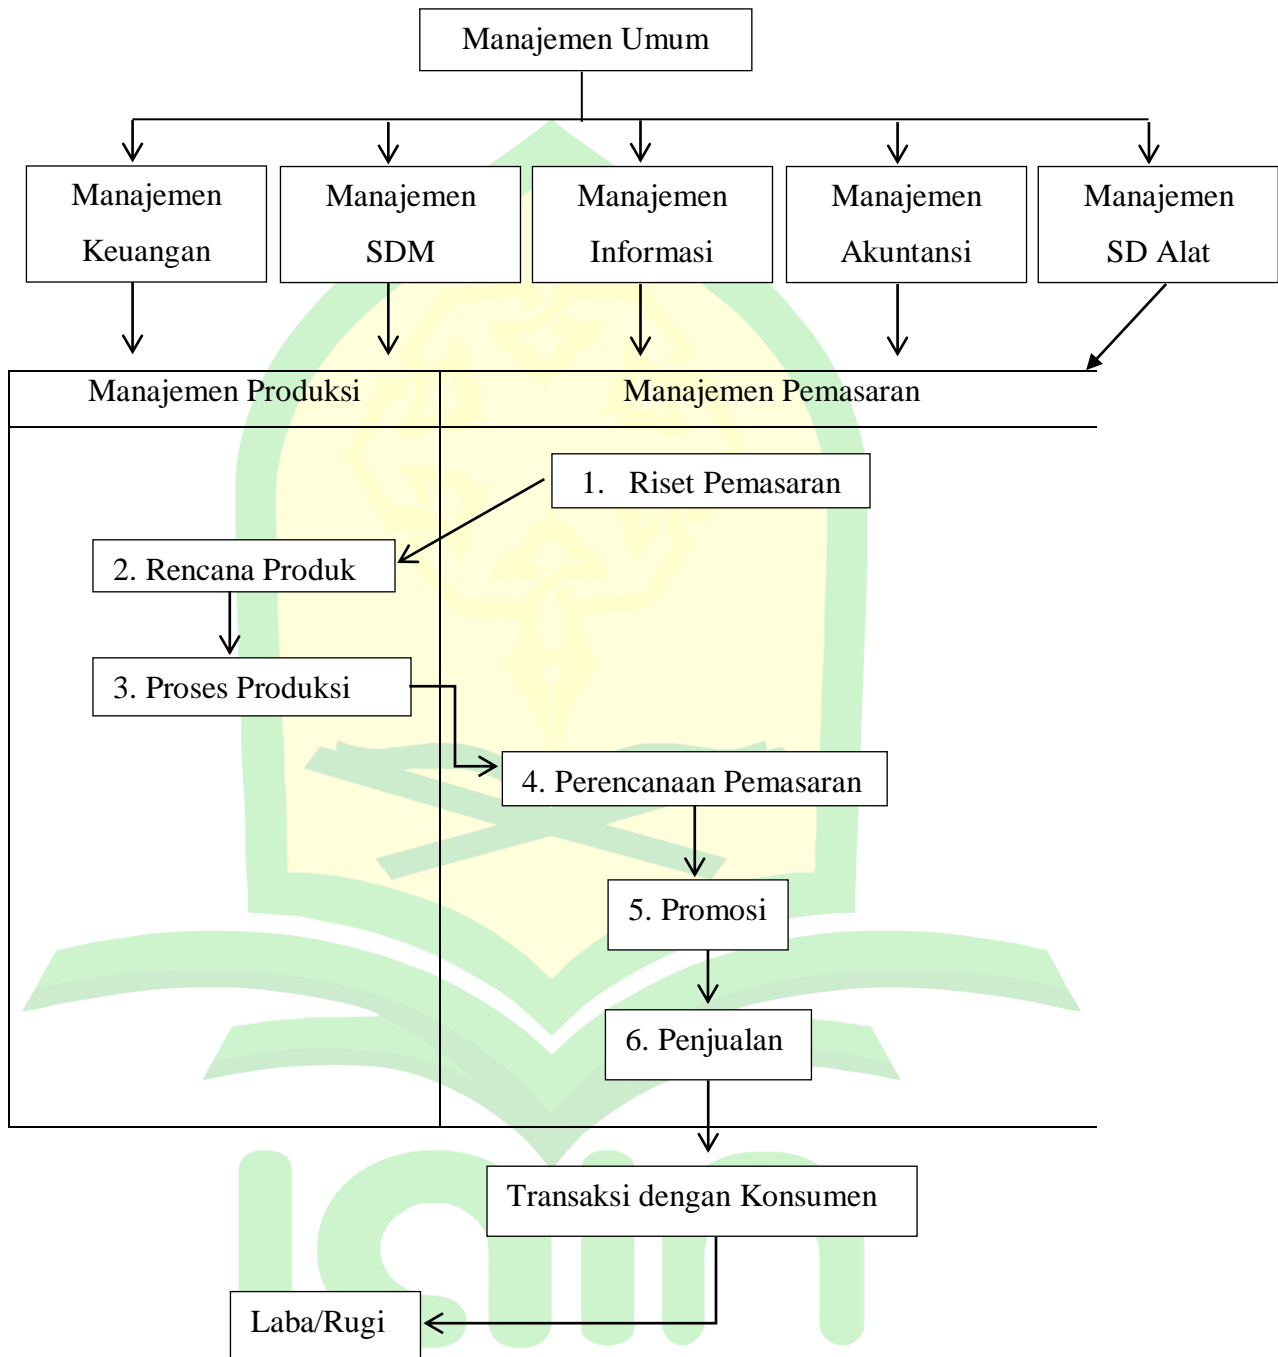 Manajemen Umum
Manajemen
Keuangan
Manajemen
SDM
Manajemen
Informasi
Manajemen
Akuntansi
Manajemen
SD Alat
Manajemen Produksi
Manajemen Pemasaran
1. Riset Pemasaran
2. Rencana Produk
3. Proses Produksi
4. Perencanaan Pemasaran
5. Promosi
6. Penjualan
Transaksi dengan Konsumen
Laba/Rugi
iain